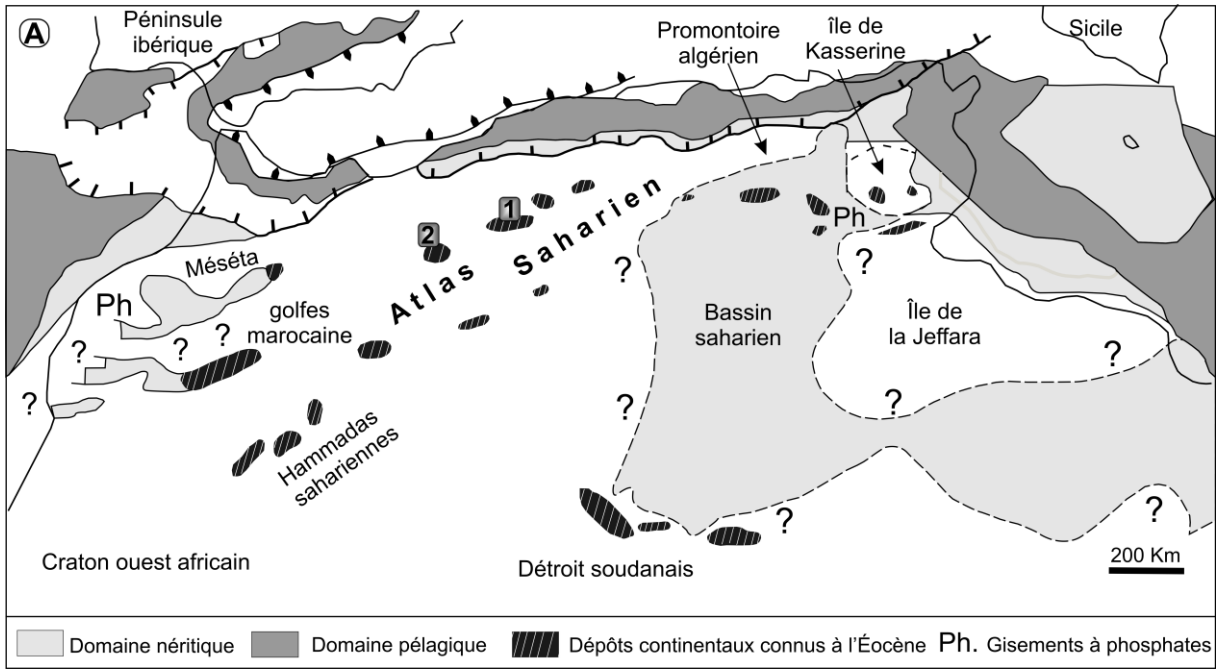 A
Péninsule
ibérique
Promontoire
algérien
île de
Kasserine
Sicile
1
2
Atlas Saharien
Ph
Méséta
Ph
golfes
marocaine
?
?
?
?
?
?
?
?
?
?
?
Bassin
saharien
Île de
la Jeffara
Hammadas
sahariennes
Craton ouest africain
Détroit soudanais
200 Km
Domaine néritique
Domaine pélagique
Dépôts continentaux connus à l'Éocène
Ph. Gisements à phosphates